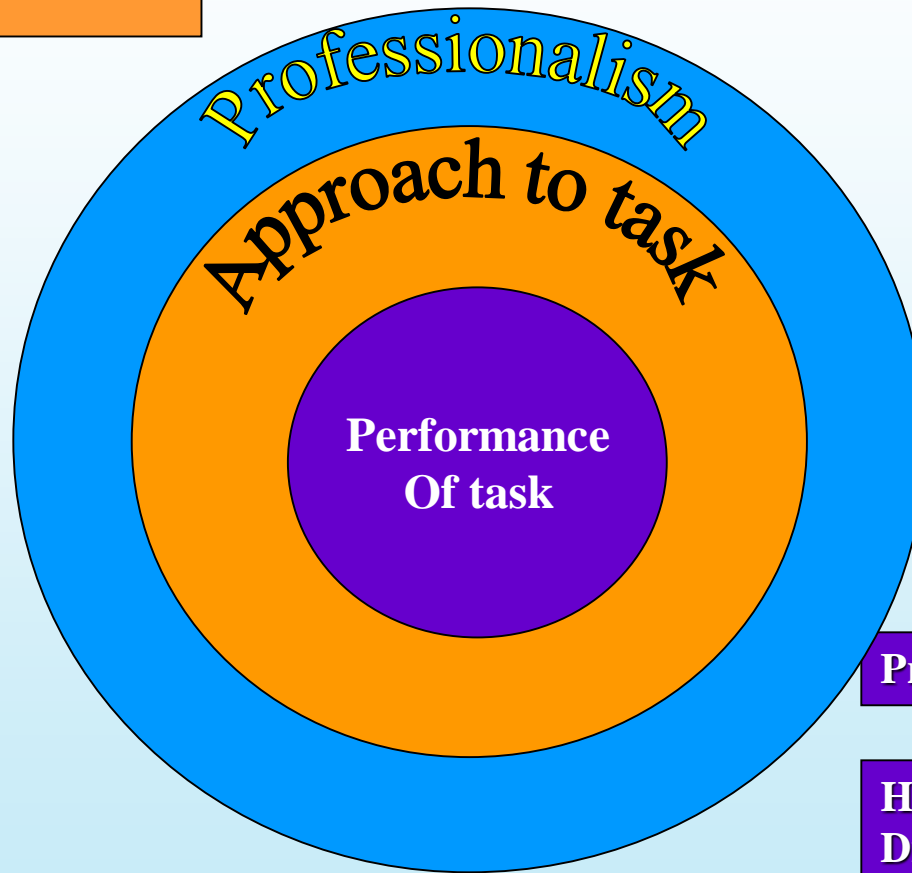 Professionalism
Approach to task
Performance
Of task